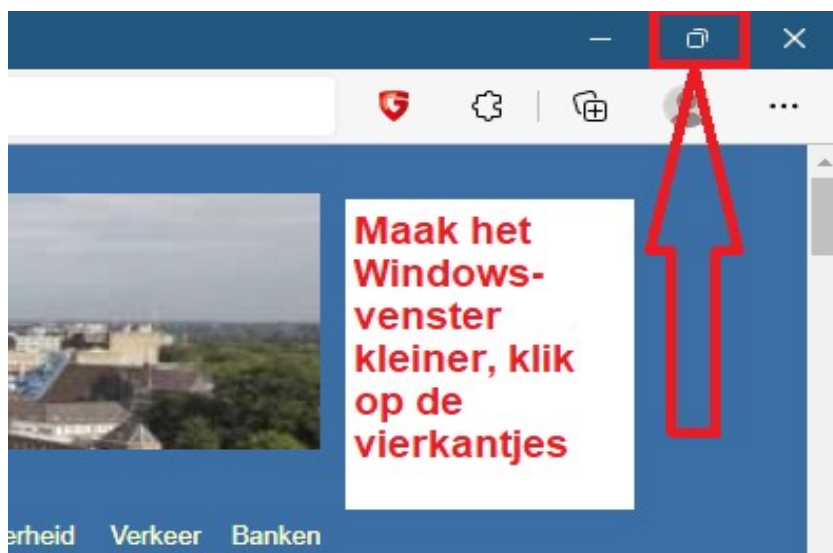 Maak het
Windows-
venster
kleiner, klik
op de
vierkantjes
erheid Verkeer Banken